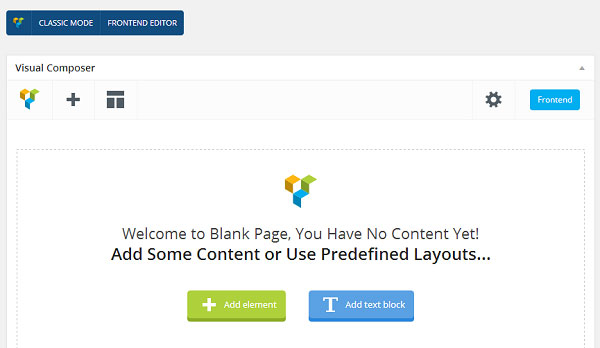 CLASSIC MODE FRONTEND EDITOR
Visual Composer
Frontend
Welcome to Blank Page, You Have No Content Yet!
Add Some Content or Use Predefined Layouts...
Add element T Add text block